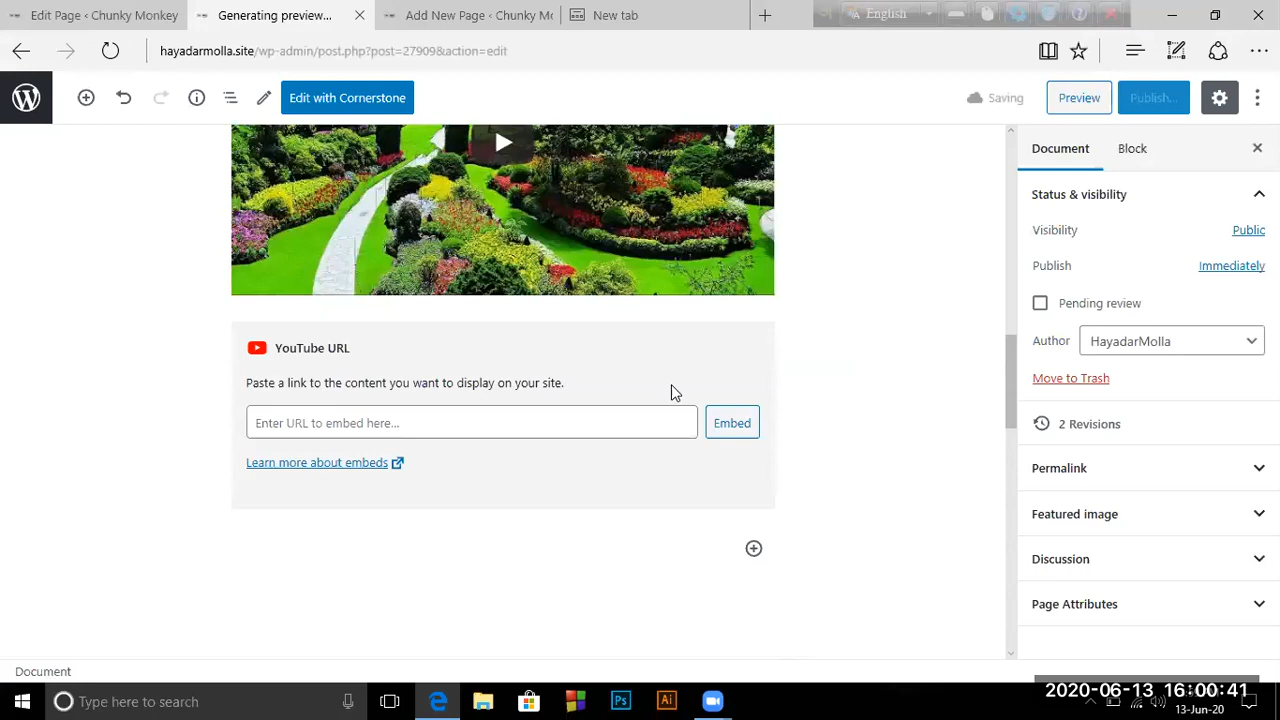 Edit Page ‹ Chunky Monkey
Generating preview...
Add New Page ‹ Chunky Mo
New tab
English
hayadarmolla.site/wp-admin/post.php?post=27909&action=edit
Edit with Cornerstone
Saving
Preview
Publish...
Document
Block
Status & visibility
Visibility
Public
Publish
Immediately
Pending review
Author
HayadarMolla
Move to Trash
2 Revisions
Permalink
Featured image
Discussion
Page Attributes
YouTube URL
Paste a link to the content you want to display on your site.
Enter URL to embed here...
Embed
Learn more about embeds
Document
Type here to search
Ps
Ai
2020-06-13 16:00:41
13-Jun-20